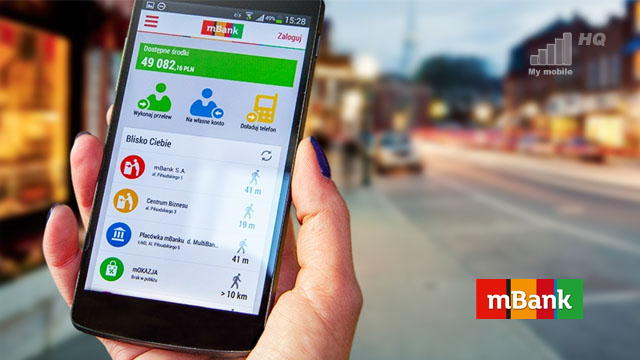 49%
15:28
mBank
Zaloguj
Dostępne środki
49 082,16 PLN
Wykonaj przelew
Na własne konto
Doładuj telefon
Blisko Ciebie
mBank S.A.
al. Piłsudskiego 5
41 m
Centrum Biznesu
al. Piłsudskiego 3
19 m
Placówka mBanku d. MultiBan...
Łódź, Al. Piłsudskiego 5
41 m
mOKAZJA
Brak w pobliżu
> 10 km
HQ
My mobile
mBank